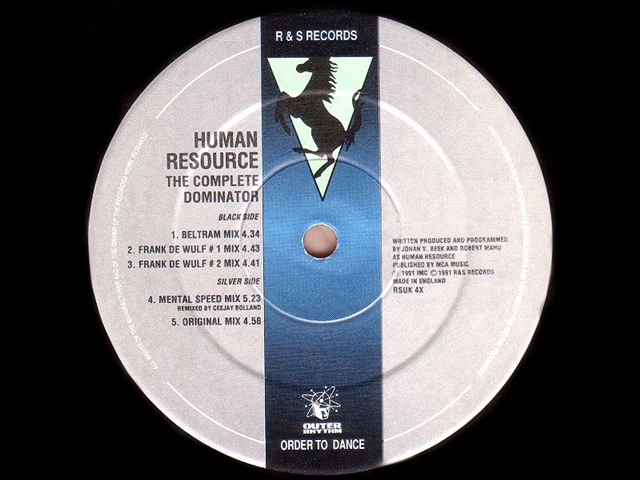 R & S RECORDS
HUMAN
RESOURCE
THE COMPLETE
DOMINATOR
BLACK SIDE
1. BELTRAM MIX 4.34
2. FRANK DE WULF # 1 MIX 4.43
3. FRANK DE WULF # 2 MIX 4.41
SILVER SIDE
4. MENTAL SPEED MIX 5.23
REMIXED BY CEEJAY BOLLAND
5. ORIGINAL MIX 4.58
WRITTEN PRODUCED AND PROGRAMMED
BY JOHAN V. BEEK AND ROBERT MAHU
AS HUMAN RESOURCE
PUBLISHED BY MCA MUSIC
℗ 1991 IMC © 1991 R&S RECORDS
MADE IN ENGLAND
RSUK 4X
OUTER
RHYTHM
ORDER TO DANCE